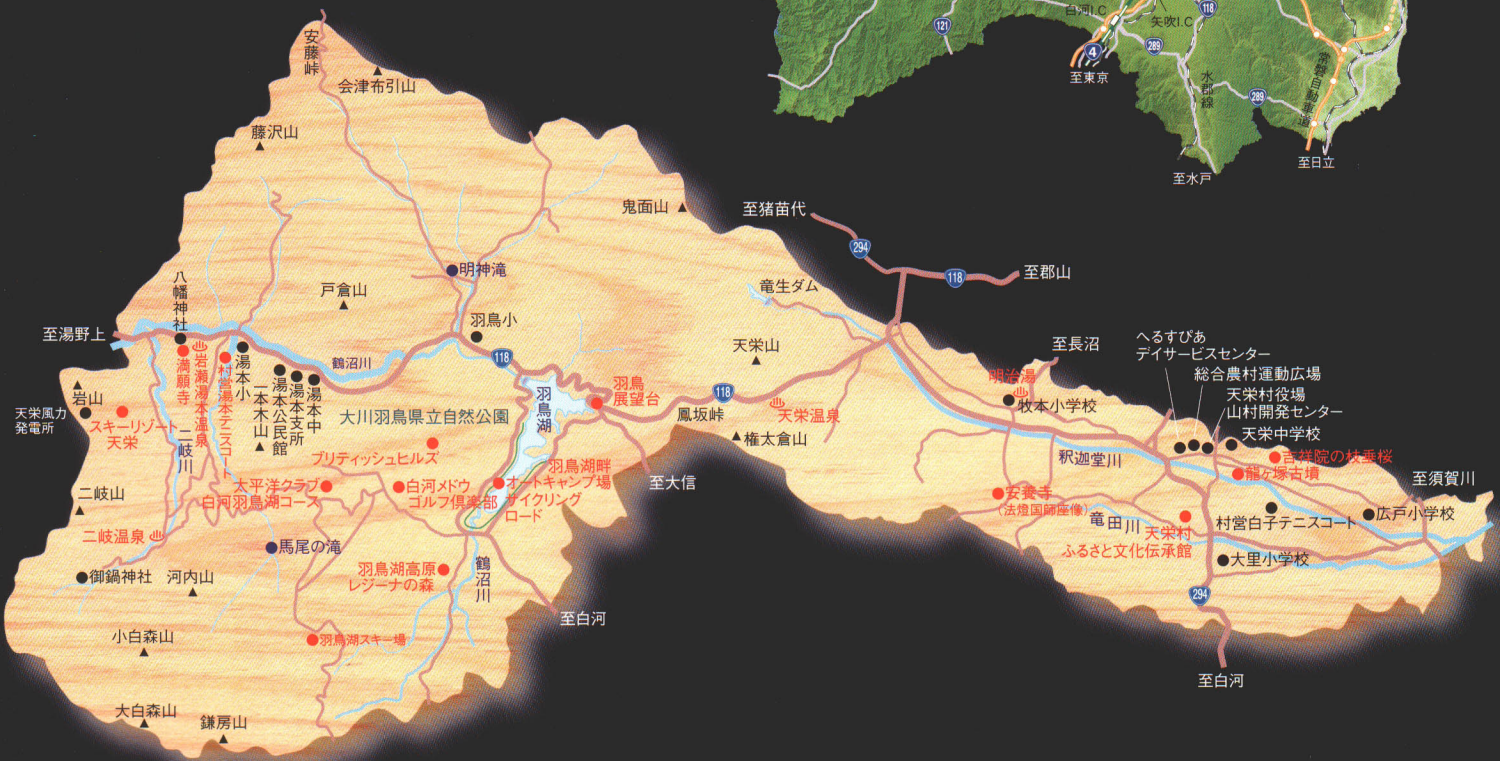 白河I.C
矢吹I.C
121
118
4
289
至東京
水郡線
289
常磐自動車道
至水戸
至日立
安藤峠
会津布引山
藤沢山
鬼面山
至猪苗代
294
118
至郡山
明神滝
竜生ダム
八幡神社
戸倉山
至湯野上
羽鳥小
鶴沼川
118
天栄山
至長沼
へるすぴあ
デイサービスセンター
総合農村運動広場
天栄村役場
山村開発センター
天栄中学校
満願寺
岩瀬湯本温泉
村営湯本テニスコート
湯本小
一本木山
湯本公民館
湯本支所
湯本中
岩山
天栄風力
発電所
スキーリゾート
天栄
二岐川
大川羽鳥県立自然公園
羽鳥湖
羽鳥
展望台
118
鳳坂峠
天栄温泉
権太倉山
明治湯
牧本小学校
釈迦堂川
吉祥院の枝垂桜
龍ヶ塚古墳
至須賀川
ブリティッシュヒルズ
太平洋クラブ
白河羽鳥湖コース
白河メドウ
ゴルフ倶楽部
羽鳥湖畔
オートキャンプ場
サイクリング
ロード
至大信
安養寺
(法燈国師座像)
竜田川
天栄村
ふるさと文化伝承館
村営白子テニスコート
広戸小学校
大里小学校
二岐山
二岐温泉
馬尾の滝
御鍋神社
河内山
羽鳥湖高原
レジーナの森
鶴沼川
至白河
294
至白河
小白森山
羽鳥湖スキー場
大白森山
鎌房山